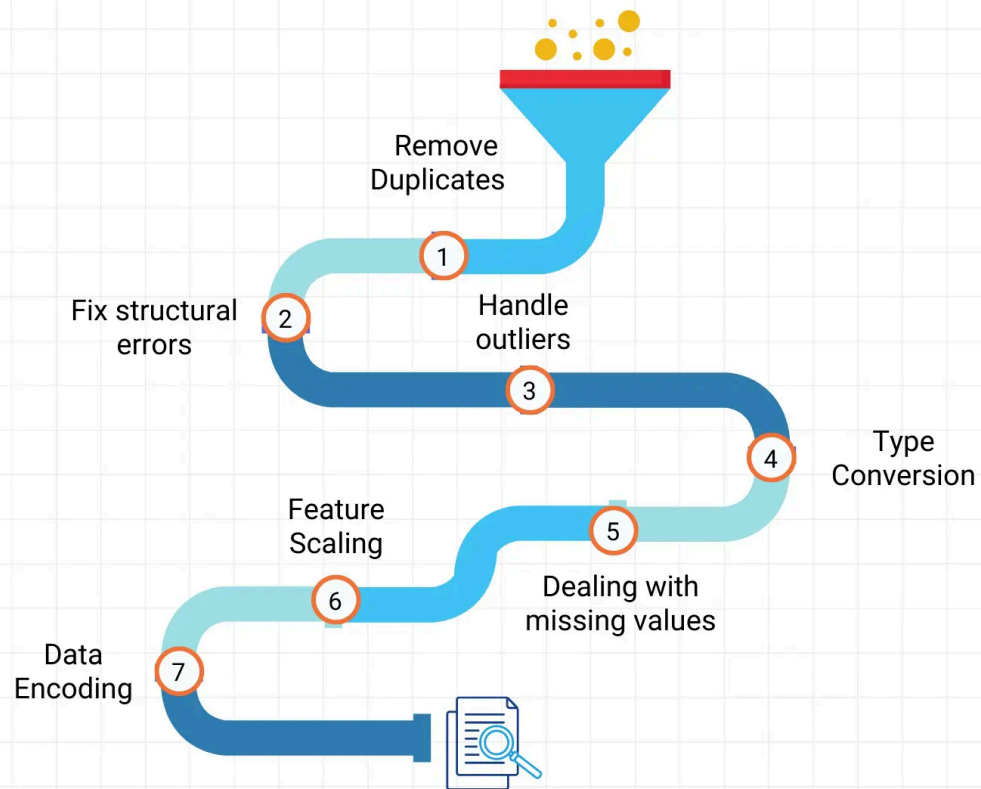 Remove
Duplicates
1
Fix structural
errors
2
Handle
outliers
3
4
Type
Conversion
5
Dealing with
missing values
Feature
Scaling
6
Data
Encoding
7